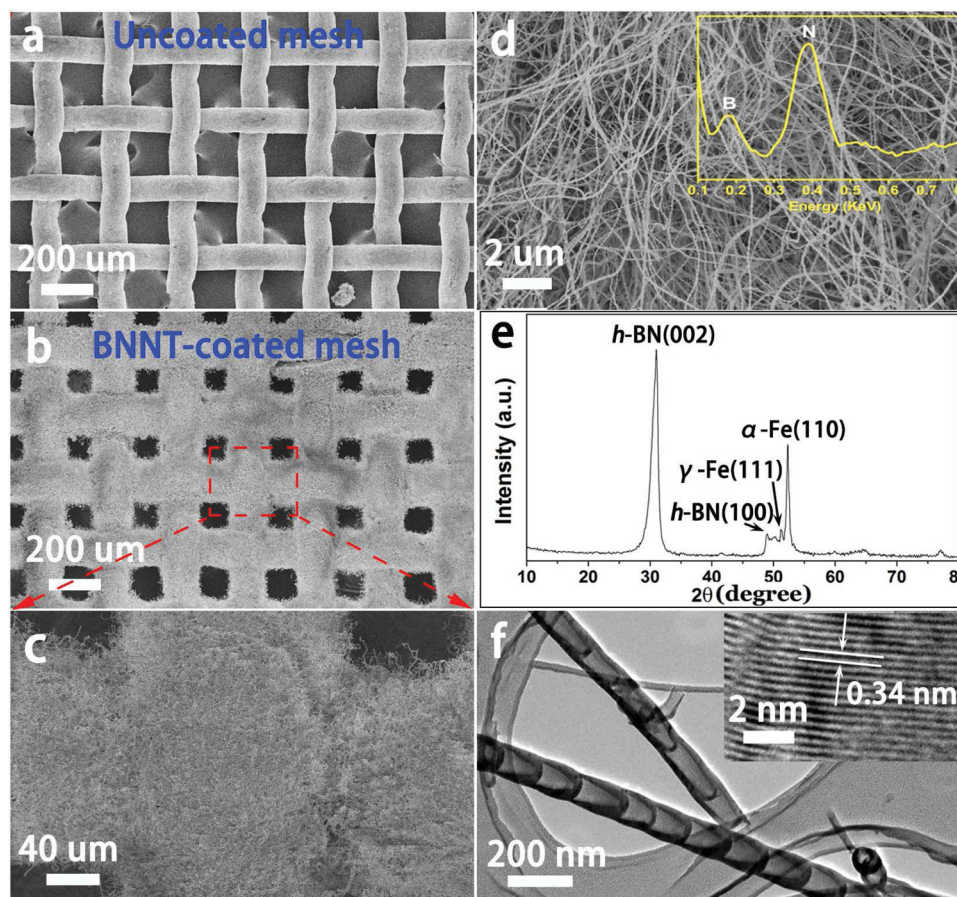 a
Uncoated mesh
200 um
b
BNNT-coated mesh
200 um
c
40 um
d
N
B
0.1 0.2 0.3 0.4 0.5 0.6 0.7
Energy (KeV)
2 um
e
h-BN(002)
α-Fe(110)
γ-Fe(111)
h-BN(100)
Intensity (a.u.)
10 20 30 40 50 60 70 80
2θ (degree)
f
0.34 nm
2 nm
200 nm